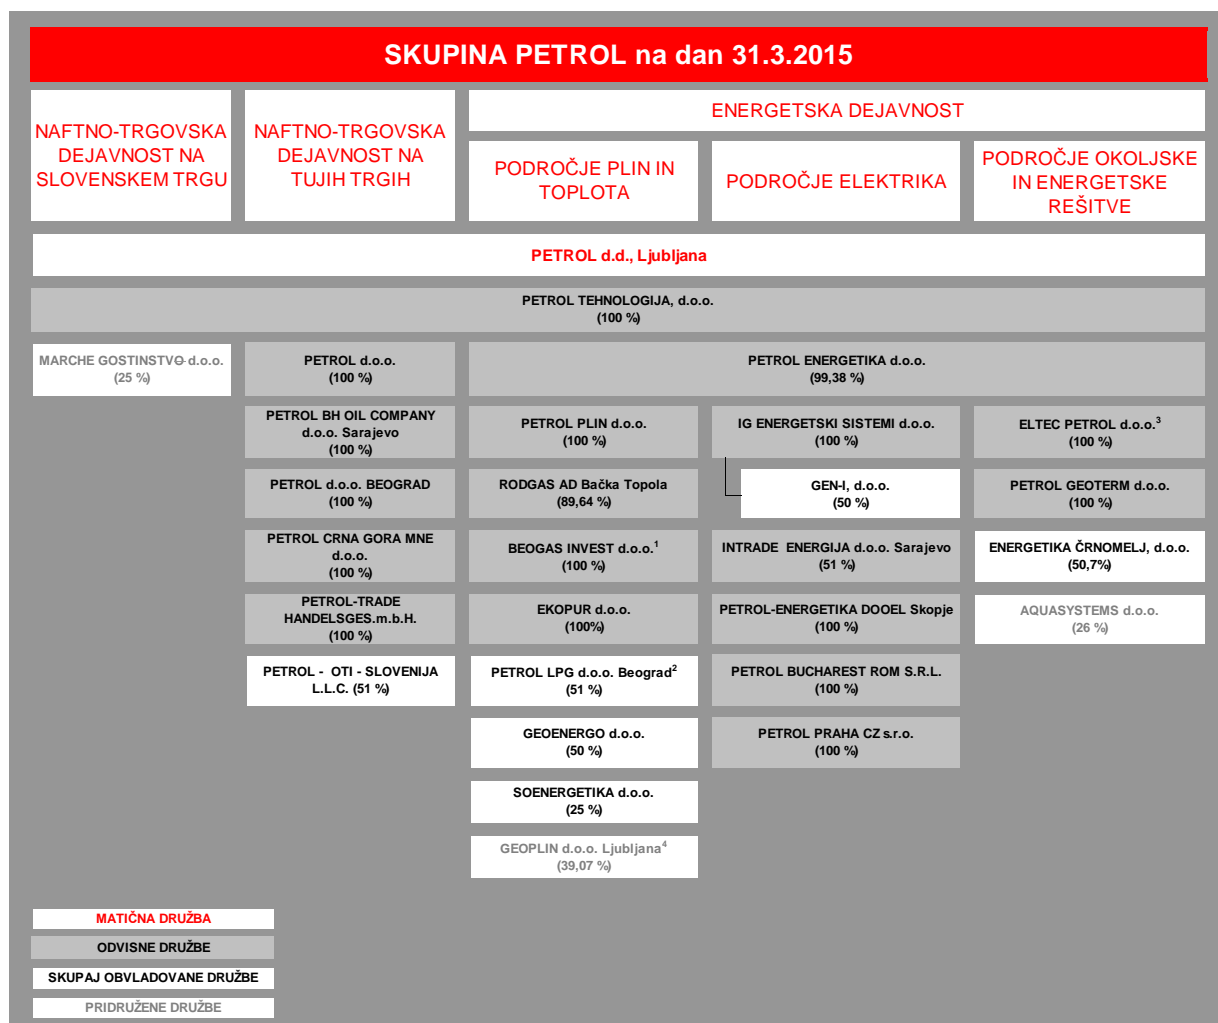 SKUPINA PETROL na dan 31.3.2015
NAFTNO-TRGOVSKA
DEJAVNOST NA
SLOVENSKEM TRGU
NAFTNO-TRGOVSKA
DEJAVNOST NA
TUJIH TRGIH
ENERGETSKA DEJAVNOST
PODROČJE PLIN IN
TOPLOTA
PODROČJE ELEKTRIKA
PODROČJE OKOLJSKE
IN ENERGETSKE
REŠITVE
PETROL d.d., Ljubljana
PETROL TEHNOLOGIJA, d.o.o.
(100 %)
MARCHE GOSTINSTVO d.o.o.
(25 %)
PETROL d.o.o.
(100 %)
PETROL BH OIL COMPANY
d.o.o. Sarajevo
(100 %)
PETROL d.o.o. BEOGRAD
(100 %)
PETROL CRNA GORA MNE
d.o.o.
(100 %)
PETROL-TRADE
HANDELSGES.m.b.H.
(100 %)
PETROL - OTI - SLOVENIJA
L.L.C. (51 %)
PETROL ENERGETIKA d.o.o.
(99,38 %)
PETROL PLIN d.o.o.
(100 %)
RODGAS AD Bačka Topola
(89,64 %)
BEOGAS INVEST d.o.o.¹
(100 %)
EKOPUR d.o.o.
(100%)
PETROL LPG d.o.o. Beograd²
(51 %)
GEOENERGO d.o.o.
(50 %)
SOENERGETIKA d.o.o.
(25 %)
GEOPLIN d.o.o. Ljubljana⁴
(39,07 %)
IG ENERGETSKI SISTEMI d.o.o.
(100 %)
GEN-I, d.o.o.
(50 %)
INTRADE ENERGIJA d.o.o. Sarajevo
(51 %)
PETROL-ENERGETIKA DOOEL Skopje
(100 %)
PETROL BUCHAREST ROM S.R.L.
(100 %)
PETROL PRAHA CZ s.r.o.
(100 %)
ELTEC PETROL d.o.o.³
(100 %)
PETROL GEOTERM d.o.o.
(100 %)
ENERGETIKA ČRNOMELJ, d.o.o.
(50,7%)
AQUASYSTEMS d.o.o.
(26 %)
MATIČNA DRUŽBA
ODVISNE DRUŽBE
SKUPAJ OBVLADOVANE DRUŽBE
PRIDRUŽENE DRUŽBE